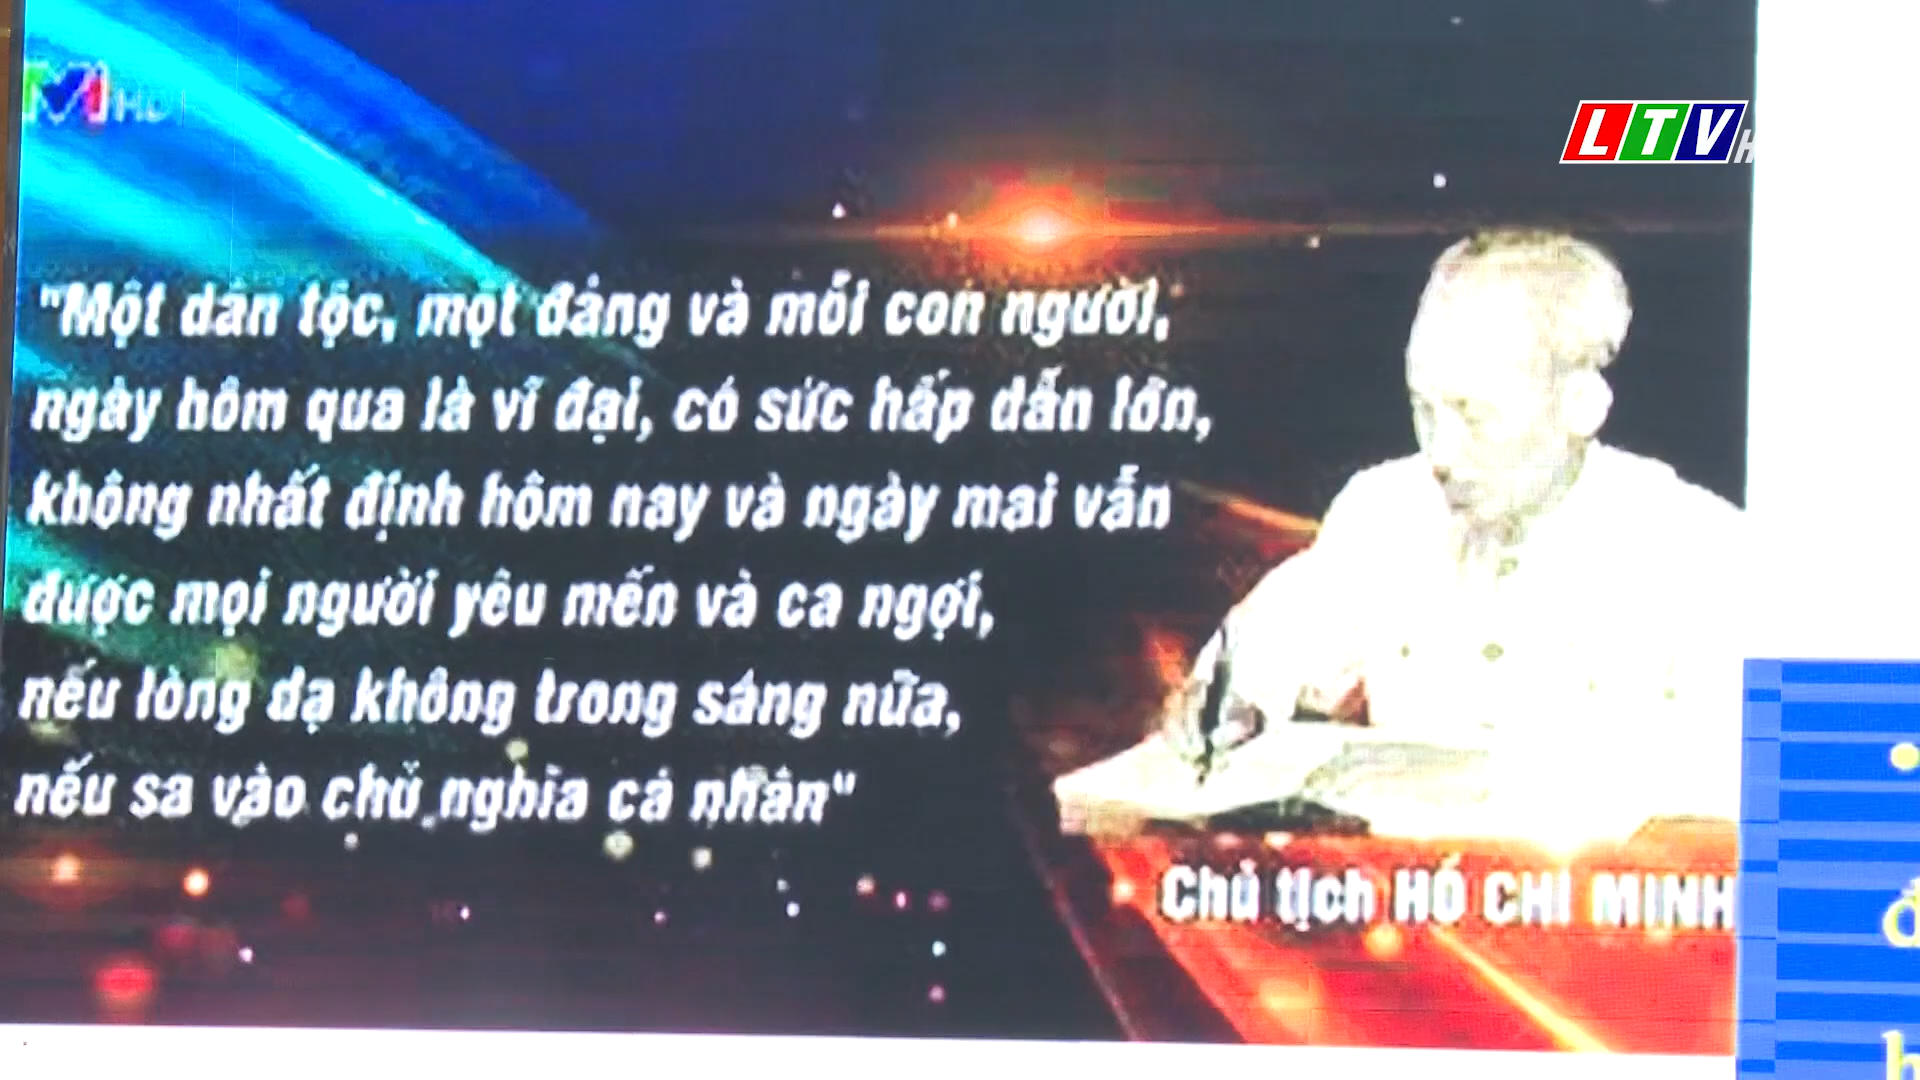 LTV
"Một dân tộc, một đảng và mỗi con người,
ngày hôm qua là vĩ đại, có sức hấp dẫn lớn,
không nhất định hôm nay và ngày mai vẫn
được mọi người yêu mến và ca ngợi,
nếu lòng dạ không trong sáng nữa,
nếu sa vào chủ nghĩa cá nhân"
Chủ tịch HỒ CHÍ MINH